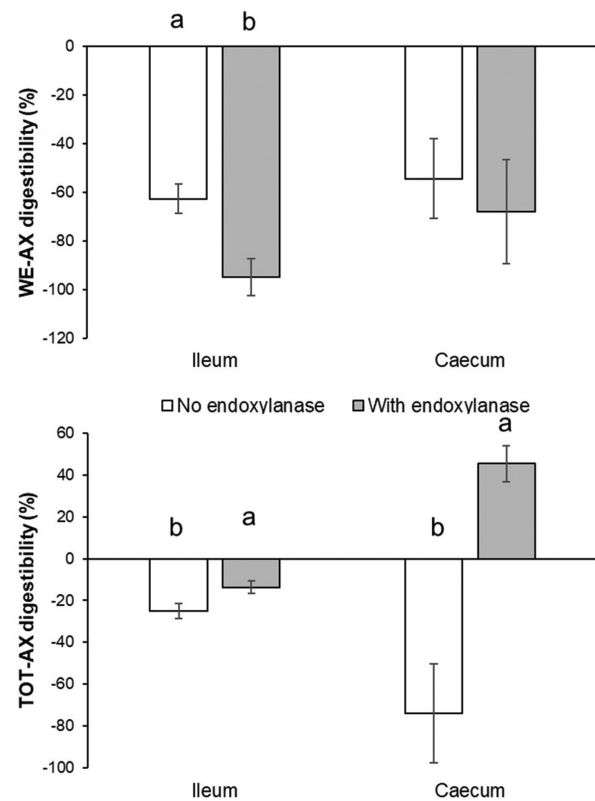 a b
0
-20
-40
-60
-80
-100
-120
WE-AX digestibility (%)
Ileum Caecum
No endoxylanase With endoxylanase
60
40
20
0
-20
-40
-60
-80
-100
TOT-AX digestibility (%)
b a b a
Ileum Caecum